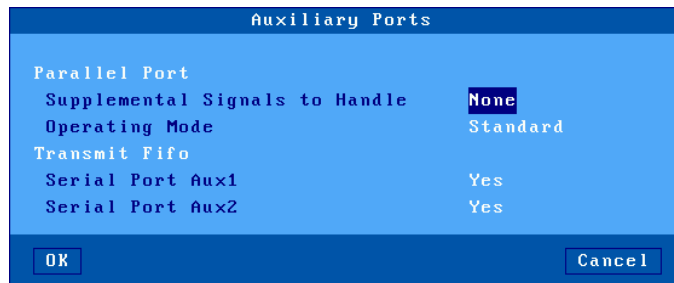 Auxiliary Ports
Parallel Port
Supplemental Signals to Handle None
Operating Mode Standard
Transmit Fifo
Serial Port Aux1 Yes
Serial Port Aux2 Yes
OK Cancel